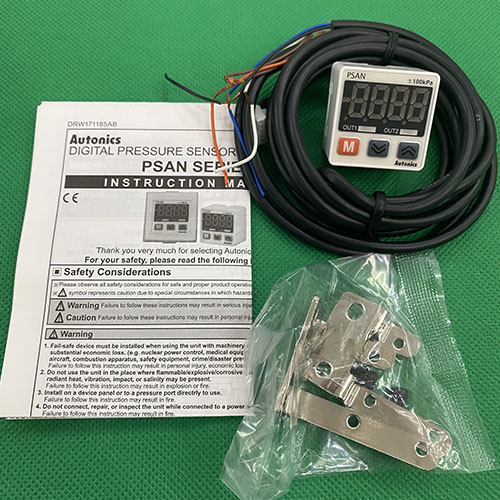 DRW171185AB
Autonics
DIGITAL PRESSURE SENSOR
PSAN SERIE
INSTRUCTION MA
CE
Thank you very much for selecting Autonic
For your safety, please read the following
■ Safety Considerations
※Please observe all safety considerations for safe and proper product operation
※⚠ symbol represents caution due to special circumstances in which hazards
⚠ Warning Failure to follow these instructions may result in serious injury
⚠ Caution Failure to follow these instructions may result in personal inj
⚠ Warning
1. Fail-safe device must be installed when using the unit with machinery
substantial economic loss. (e.g. nuclear power control, medical equip
aircraft, combustion apparatus, safety equipment, crime/disaster pre
Failure to follow this instruction may result in personal injury, economic loss
2. Do not use the unit in the place where flammable/explosive/corrosive
radiant heat, vibration, impact, or salinity may be present.
Failure to follow this instruction may result in explosion or fire.
3. Install on a device panel or to a pressure port directly to use.
Failure to follow this instruction may result in fire.
4. Do not connect, repair, or inspect the unit while connected to a power
Failure to follow this instruction may result in fire.
PSAN
±100kPa
8.8.8.8
OUT1
OUT2
M
Autonics